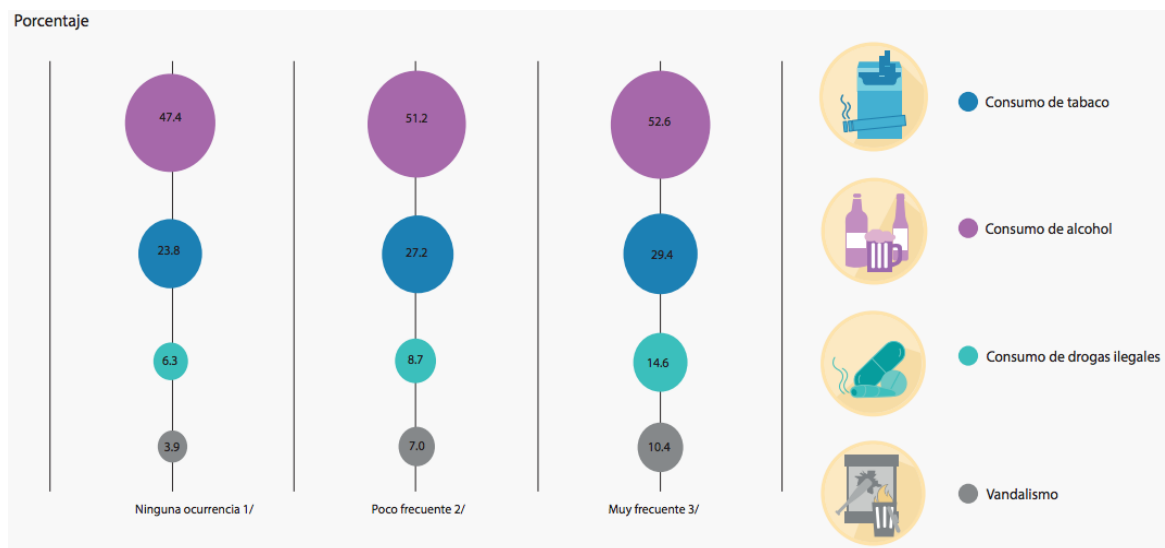 Porcentaje
47.4
51.2
52.6
Consumo de tabaco
23.8
27.2
29.4
Consumo de alcohol
6.3
8.7
14.6
Consumo de drogas ilegales
3.9
7.0
10.4
Vandalismo
Ninguna ocurrencia 1/
Poco frecuente 2/
Muy frecuente 3/